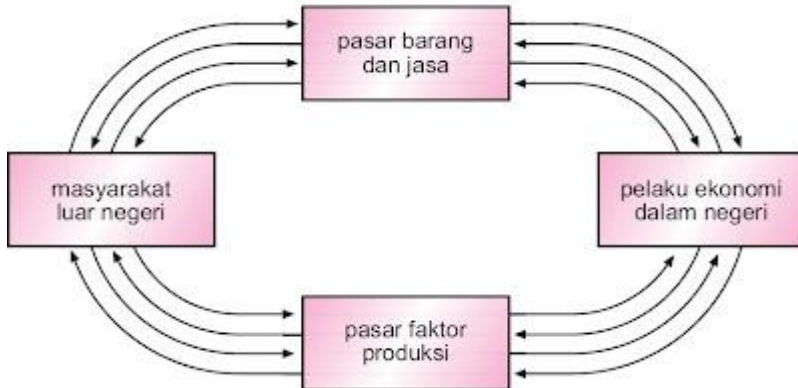 pasar barang
dan jasa
masyarakat
luar negeri
pelaku ekonomi
dalam negeri
pasar faktor
produksi